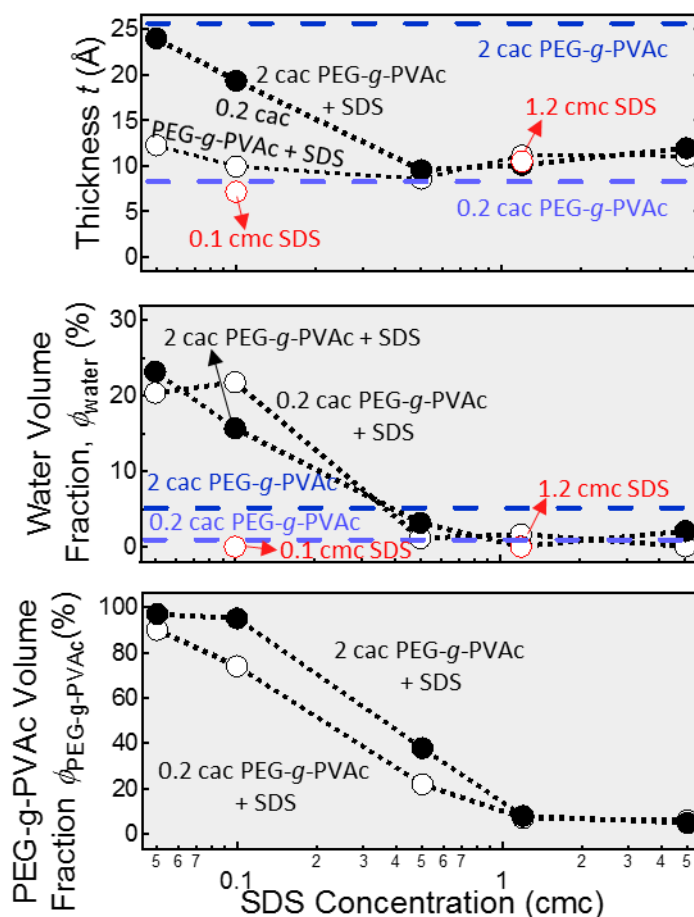 Thickness t (Å)
25
20
15
10
5
0
2 cac PEG-g-PVAc
2 cac PEG-g-PVAc
+ SDS
0.2 cac
PEG-g-PVAc + SDS
1.2 cmc SDS
0.2 cac PEG-g-PVAc
0.1 cmc SDS
Water Volume
Fraction, ϕwater (%)
30
20
10
0
2 cac PEG-g-PVAc + SDS
0.2 cac PEG-g-PVAc
+ SDS
2 cac PEG-g-PVAc
1.2 cmc SDS
0.2 cac PEG-g-PVAc
0.1 cmc SDS
PEG-g-PVAc Volume
Fraction ϕPEG-g-PVAc(%)
100
80
60
40
20
0
2 cac PEG-g-PVAc
+ SDS
0.2 cac PEG-g-PVAc
+ SDS
5 6 7 2 3 4 5 6 7 2 3 4 5
0.1 1
SDS Concentration (cmc)